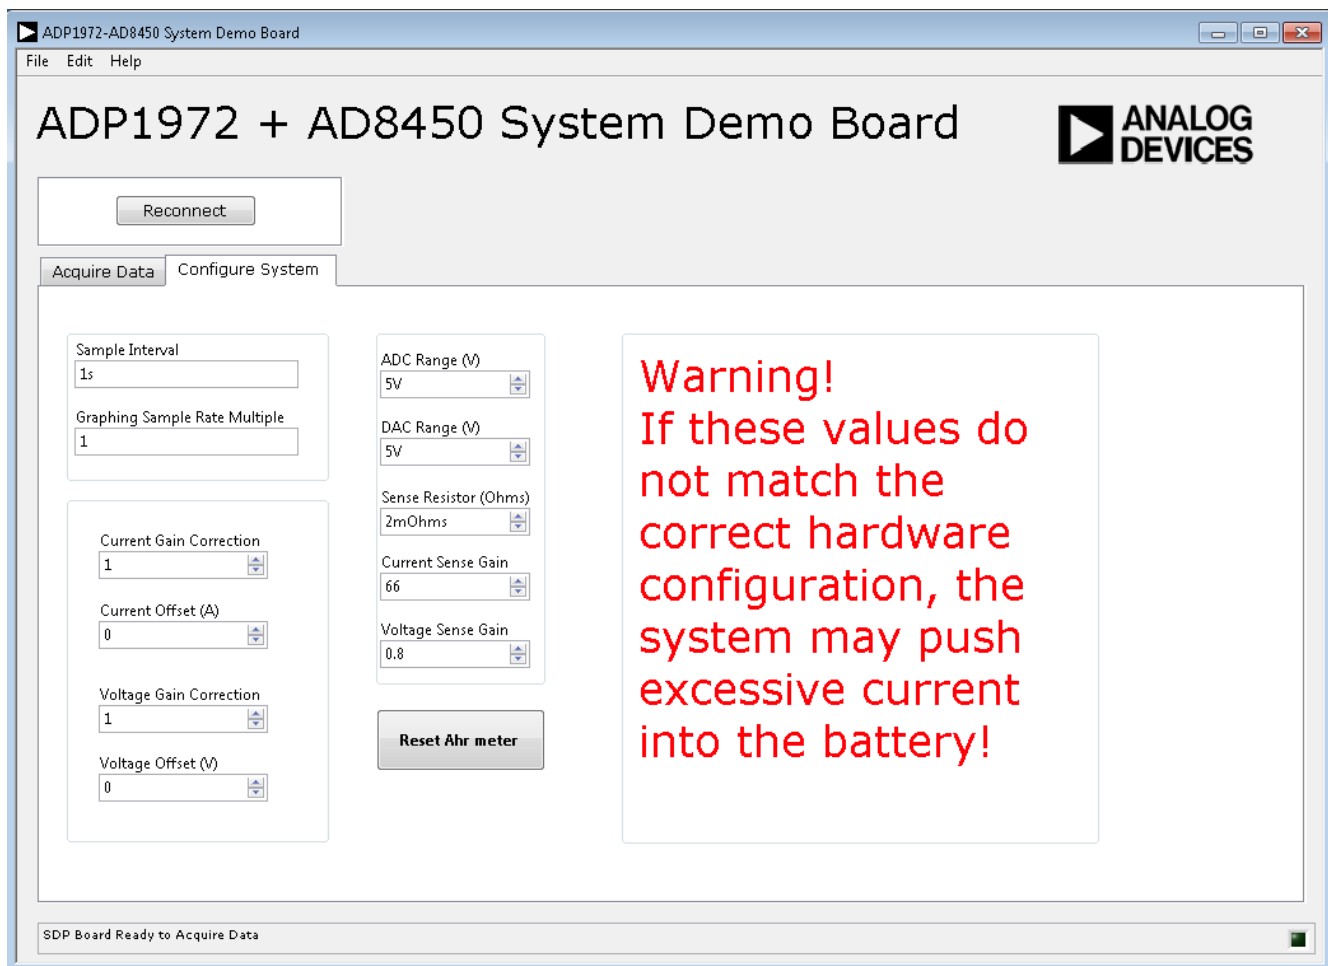 ADP1972-AD8450 System Demo Board
File Edit Help
ADP1972 + AD8450 System Demo Board
ANALOG
DEVICES
Reconnect
Acquire Data
Configure System
Sample Interval
1s
Graphing Sample Rate Multiple
1
Current Gain Correction
1
Current Offset (A)
0
Voltage Gain Correction
1
Voltage Offset (V)
0
ADC Range (V)
5V
DAC Range (V)
5V
Sense Resistor (Ohms)
2mOhms
Current Sense Gain
66
Voltage Sense Gain
0.8
Reset Ahr meter
Warning!
If these values do
not match the
correct hardware
configuration, the
system may push
excessive current
into the battery!
SDP Board Ready to Acquire Data